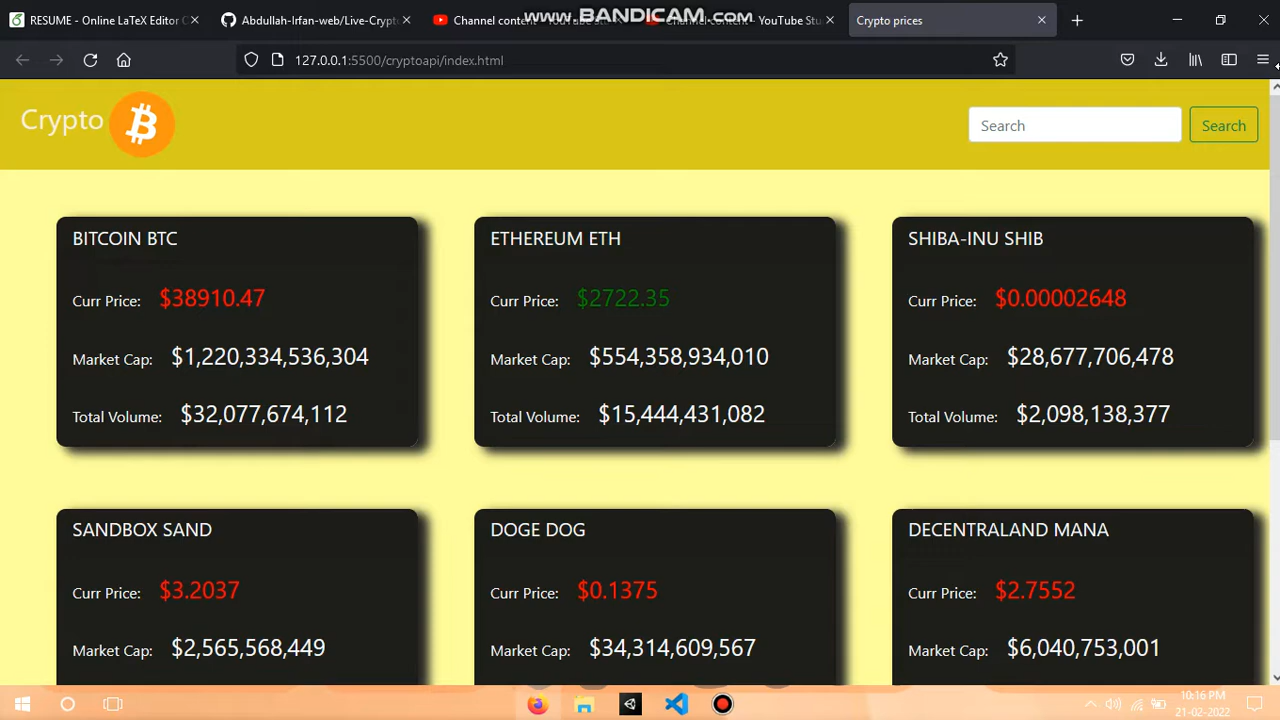 RESUME - Online LaTeX Editor
Abdullah-Irfan-web/Live-Crypt
Channel content
www.BANDICAM.com
YouTube Stu
Crypto prices
127.0.0.1:5500/cryptoapi/index.html
Crypto
Search
Search
BITCOIN BTC
Curr Price: $38910.47
Market Cap: $1,220,334,536,304
Total Volume: $32,077,674,112
ETHEREUM ETH
Curr Price: $2722.35
Market Cap: $554,358,934,010
Total Volume: $15,444,431,082
SHIBA-INU SHIB
Curr Price: $0.00002648
Market Cap: $28,677,706,478
Total Volume: $2,098,138,377
SANDBOX SAND
Curr Price: $3.2037
Market Cap: $2,565,568,449
DOGE DOG
Curr Price: $0.1375
Market Cap: $34,314,609,567
DECENTRALAND MANA
Curr Price: $2.7552
Market Cap: $6,040,753,001
10:16 PM
21-02-2022